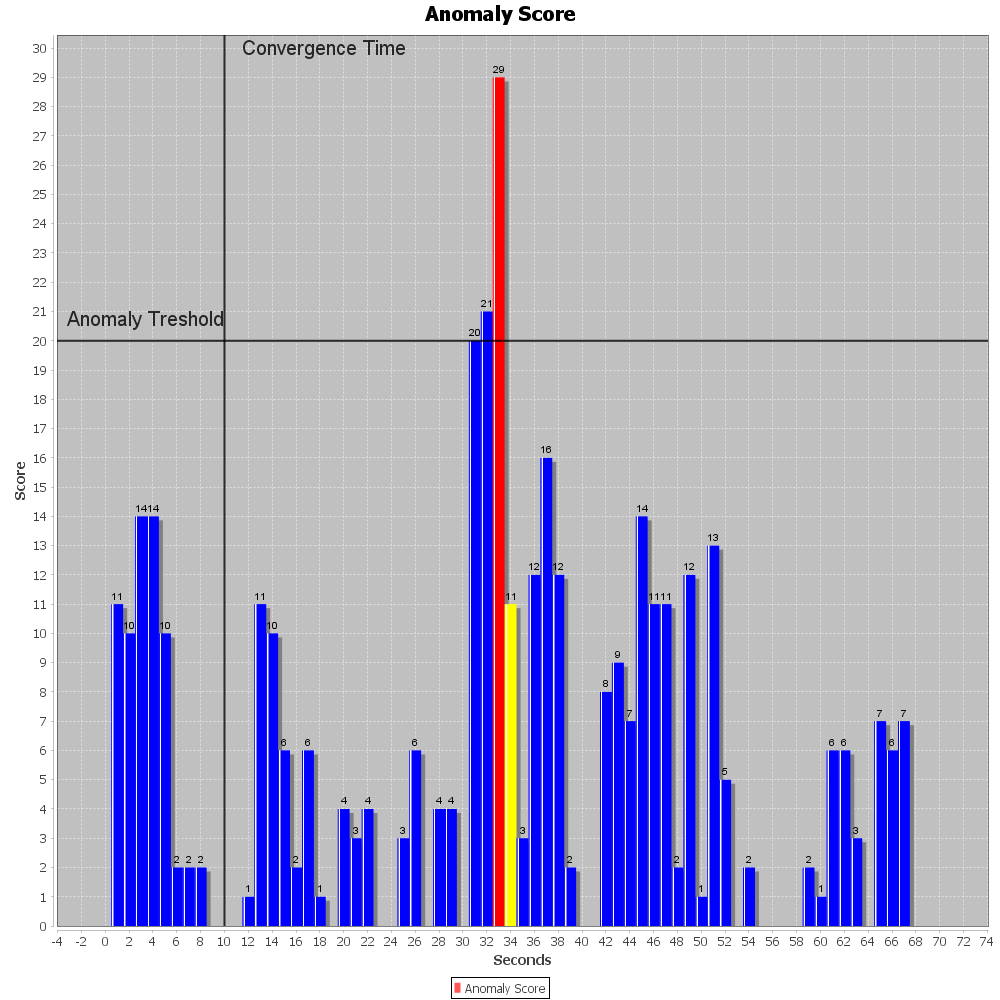 Anomaly Score
30
Convergence Time
29
29
28
27
26
25
24
23
22
21
21
Anomaly Treshold
20
20
19
18
17
16
16
15
14
14 14 14
13
13
12
12 12 12
11
11 11 11 11 11
10
10 10 10
9
9
8
8
7
7 7 7
6
6 6 6 6 6 6
5
5
4
4 4 4 4
3
3 3 3 3
2
2 2 2 2 2 2 2 2
1
1 1 1 1
0
Score
-4 -2 0 2 4 6 8 10 12 14 16 18 20 22 24 26 28 30 32 34 36 38 40 42 44 46 48 50 52 54 56 58 60 62 64 66 68 70 72 74
Seconds
Anomaly Score